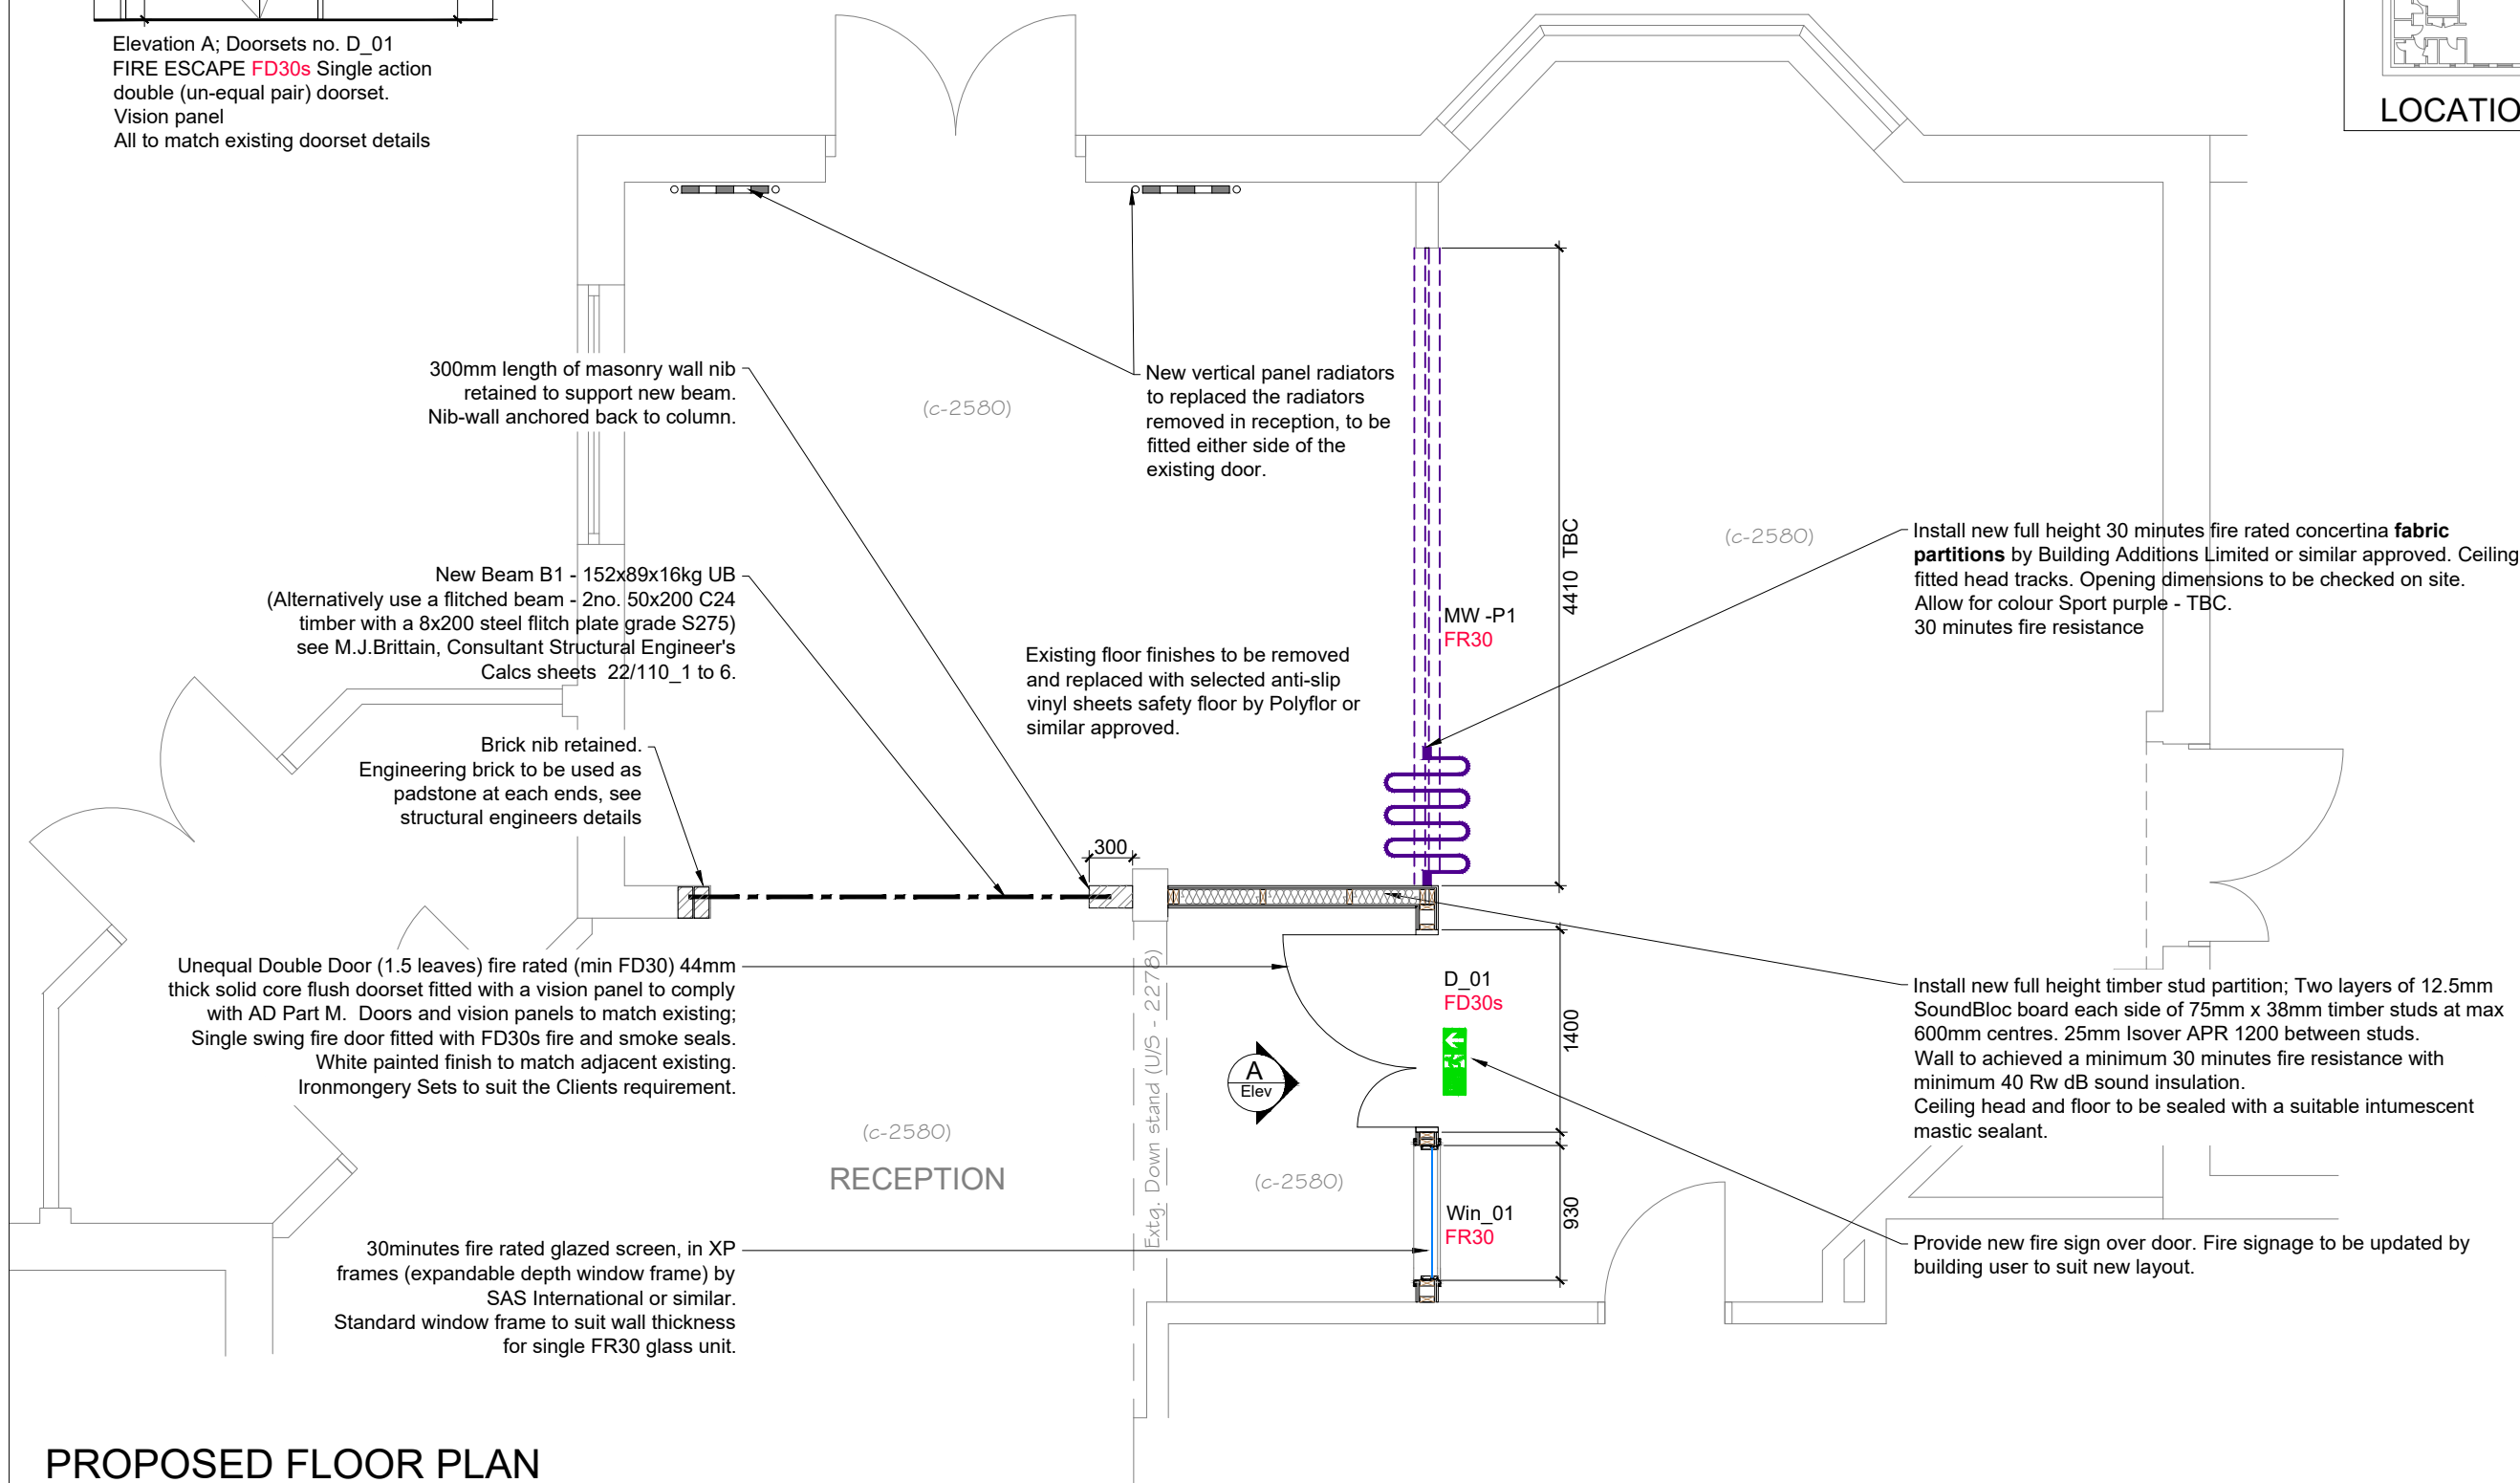 Elevation A; Doorsets no. D_01
FIRE ESCAPE FD30s Single action
double (un-equal pair) doorset.
Vision panel
All to match existing doorset details
LOCATIO
300mm length of masonry wall nib
retained to support new beam.
Nib-wall anchored back to column.
(c-2580)
New vertical panel radiators
to replaced the radiators
removed in reception, to be
fitted either side of the
existing door.
4410 TBC
(c-2580)
Install new full height 30 minutes fire rated concertina fabric
partitions by Building Additions Limited or similar approved. Ceiling
fitted head tracks. Opening dimensions to be checked on site.
Allow for colour Sport purple - TBC.
30 minutes fire resistance
New Beam B1 - 152x89x16kg UB
(Alternatively use a flitched beam - 2no. 50x200 C24
timber with a 8x200 steel flitch plate grade S275)
see M.J.Brittain, Consultant Structural Engineer's
Calcs sheets 22/110_1 to 6.
MW -P1
FR30
Existing floor finishes to be removed
and replaced with selected anti-slip
vinyl sheets safety floor by Polyflor or
similar approved.
Brick nib retained.
Engineering brick to be used as
padstone at each ends, see
structural engineers details
300
Unequal Double Door (1.5 leaves) fire rated (min FD30) 44mm
thick solid core flush doorset fitted with a vision panel to comply
with AD Part M. Doors and vision panels to match existing;
Single swing fire door fitted with FD30s fire and smoke seals.
White painted finish to match adjacent existing.
Ironmongery Sets to suit the Clients requirement.
Extg. Down stand (U/S - 2278)
D_01
FD30s
1400
A
Elev
Install new full height timber stud partition; Two layers of 12.5mm
SoundBloc board each side of 75mm x 38mm timber studs at max
600mm centres. 25mm Isover APR 1200 between studs.
Wall to achieved a minimum 30 minutes fire resistance with
minimum 40 Rw dB sound insulation.
Ceiling head and floor to be sealed with a suitable intumescent
mastic sealant.
(c-2580)
RECEPTION
(c-2580)
Win_01
FR30
930
30minutes fire rated glazed screen, in XP
frames (expandable depth window frame) by
SAS International or similar.
Standard window frame to suit wall thickness
for single FR30 glass unit.
Provide new fire sign over door. Fire signage to be updated by
building user to suit new layout.
PROPOSED FLOOR PLAN